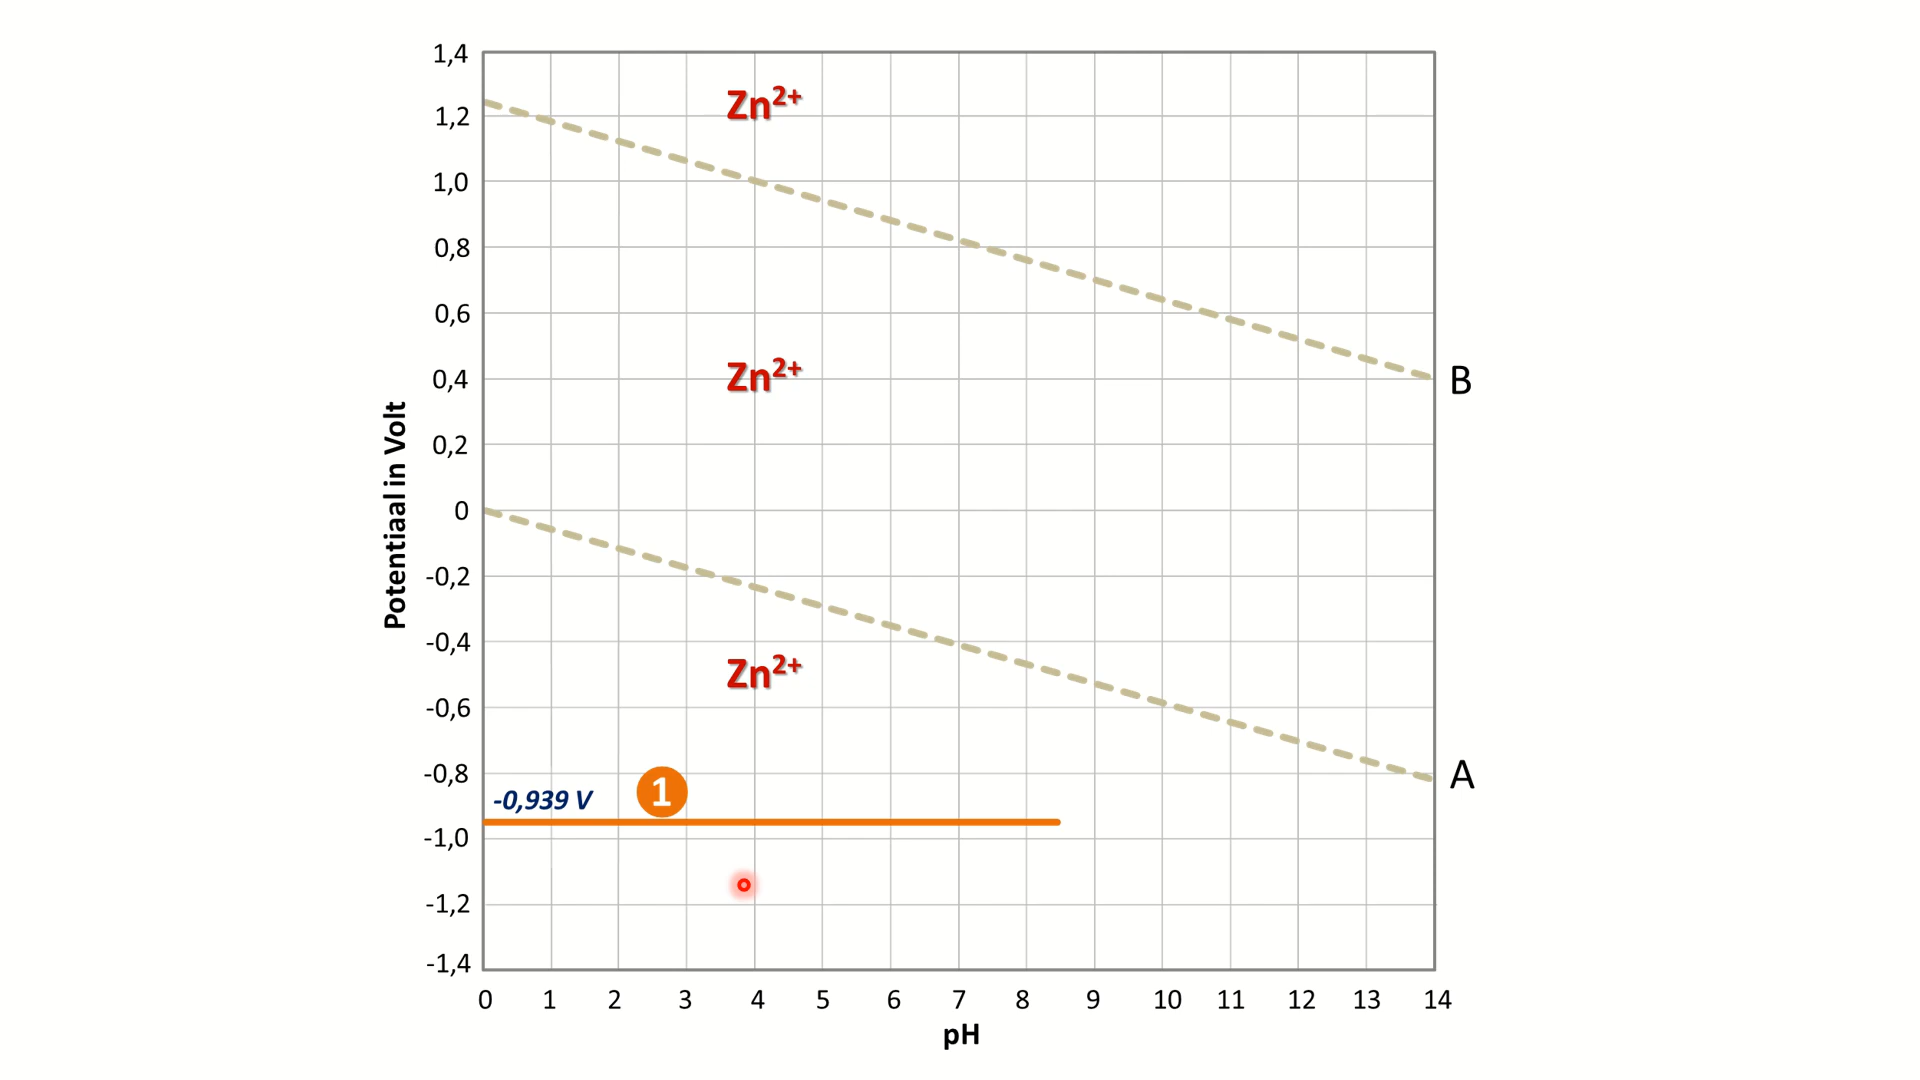 1,4
Zn2+
1,2
1,0
0,8
0,6
Zn2+
0,4
B
Potentiaal in Volt
0,2
0
-0,2
-0,4
Zn2+
-0,6
-0,8
A
-0,939 V
1
-1,0
-1,2
-1,4
0 1 2 3 4 5 6 7 8 9 10 11 12 13 14
pH